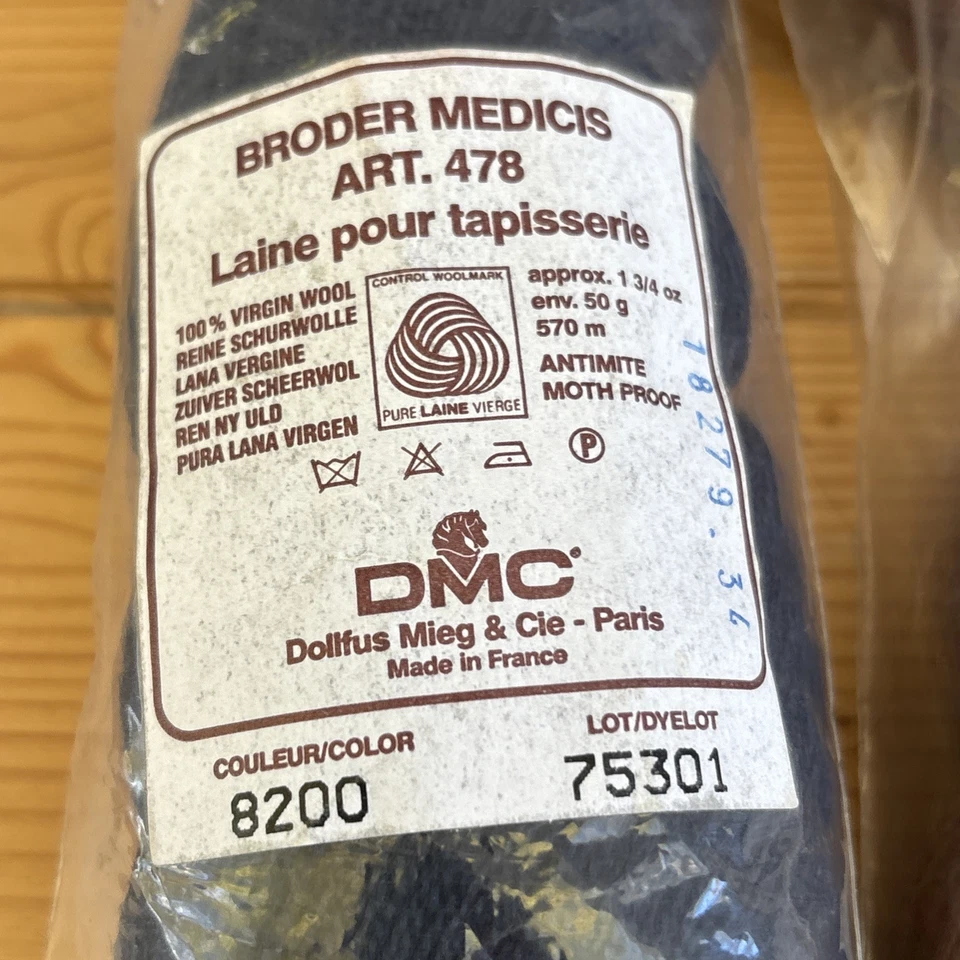 BRODER MEDICIS
ART. 478
Laine pour tapisserie
100% VIRGIN WOOL
REINE SCHURWOLLE
LANA VERGINE
ZUIVER SCHEERWOL
REN NY ULD
PURA LANA VIRGEN
CONTROL WOOLMARK
PURE LAINE VIERGE
approx. 1 3/4 oz
env. 50 g
570 m
ANTIMITE
MOTH PROOF
P
18279.34
DMC
Dollfus Mieg & Cie - Paris
Made in France
COULEUR/COLOR
8200
LOT/DYELOT
75301